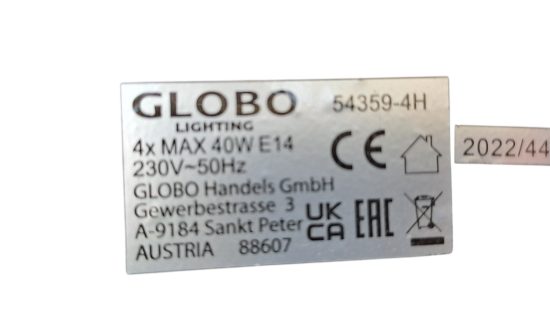 GLOBO 54359-4H
LIGHTING
4x MAX 40W E14
230V~50Hz
CE
2022/44
GLOBO Handels GmbH
Gewerbestrasse 3
A-9184 Sankt Peter
AUSTRIA 88607
UK
CA
EAC